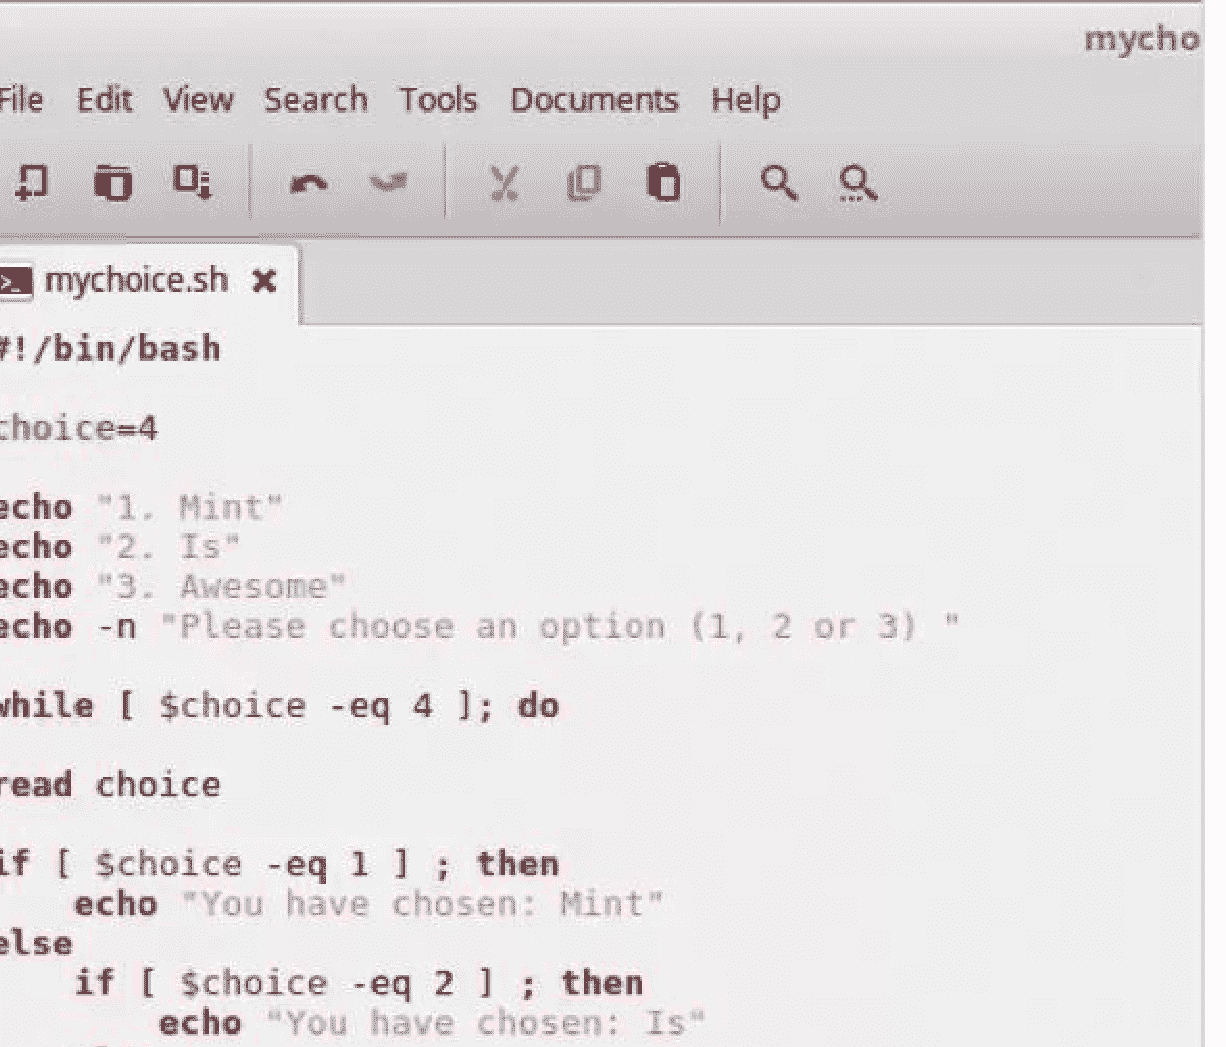 mycho
File Edit View Search Tools Documents Help
mychoice.sh
#!/bin/bash
choice=4
echo "1. Mint"
echo "2. Is"
echo "3. Awesome"
echo -n "Please choose an option (1, 2 or 3) "
while [ $choice -eq 4 ]; do
read choice
if [ $choice -eq 1 ] ; then
echo "You have chosen: Mint"
else
if [ $choice -eq 2 ] ; then
echo "You have chosen: Is"